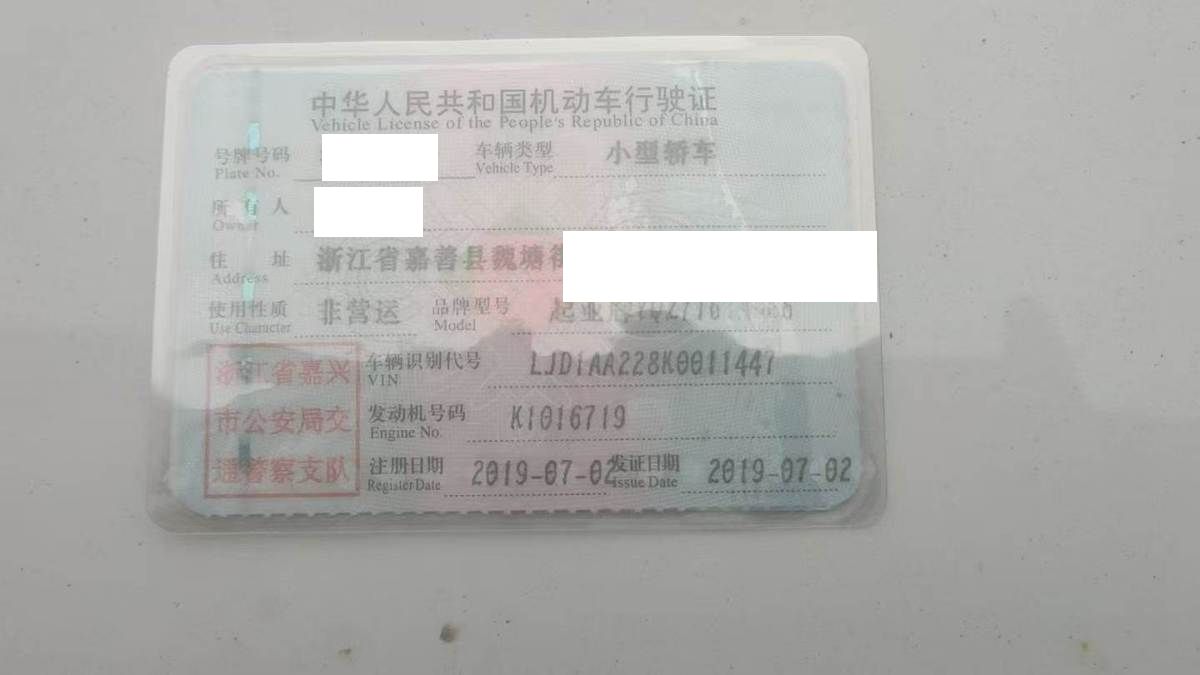 中华人民共和国机动车行驶证
Vehicle License of the People's Republic of China
号牌号码 车辆类型 小型轿车
Plate No. Vehicle Type
所有人
Owner
住址 浙江省嘉善县魏塘
Address
使用性质 非营运 品牌型号 起亚牌
Use Character Model
浙江省嘉兴 车辆识别代号 LJD1AA228K0011447
VIN
市公安局交 发动机号码 K1016719
Engine No.
通警察支队 注册日期 2019-07-02 发证日期 2019-07-02
Register Date Issue Date